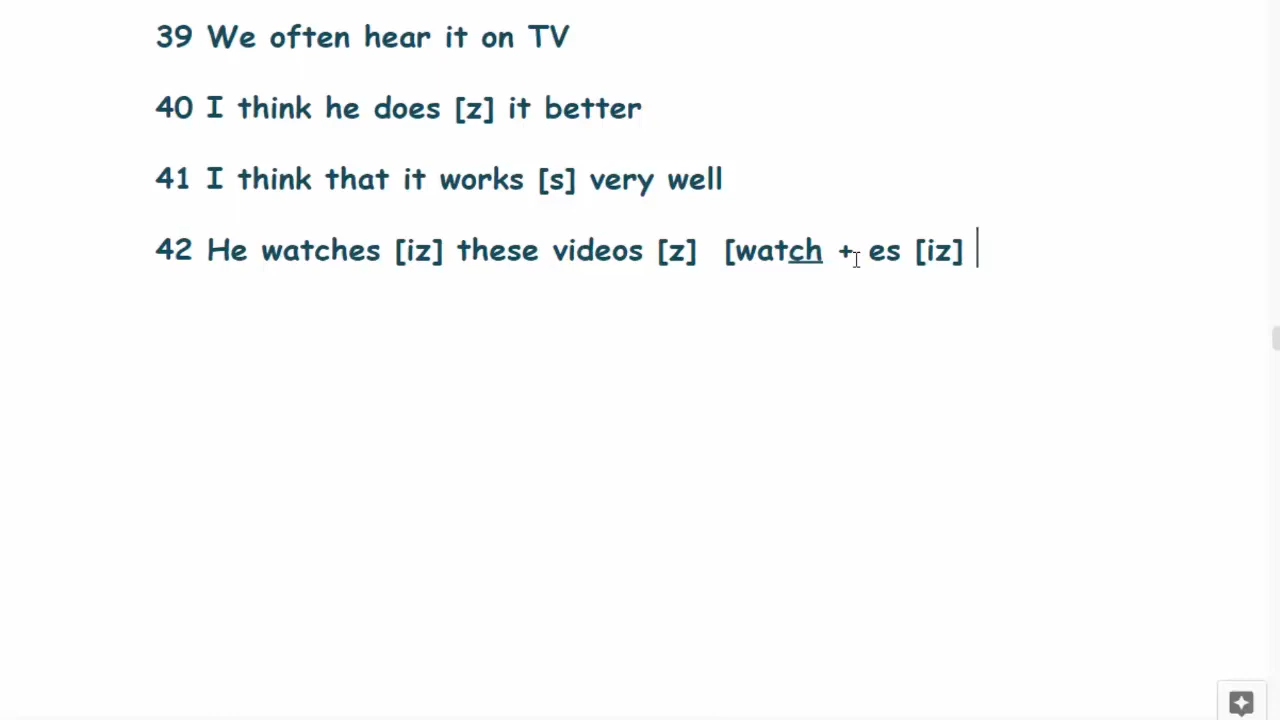 39 We often hear it on TV
40 I think he does [z] it better
41 I think that it works [s] very well
42 He watches [iz] these videos [z] [watch + es [iz]